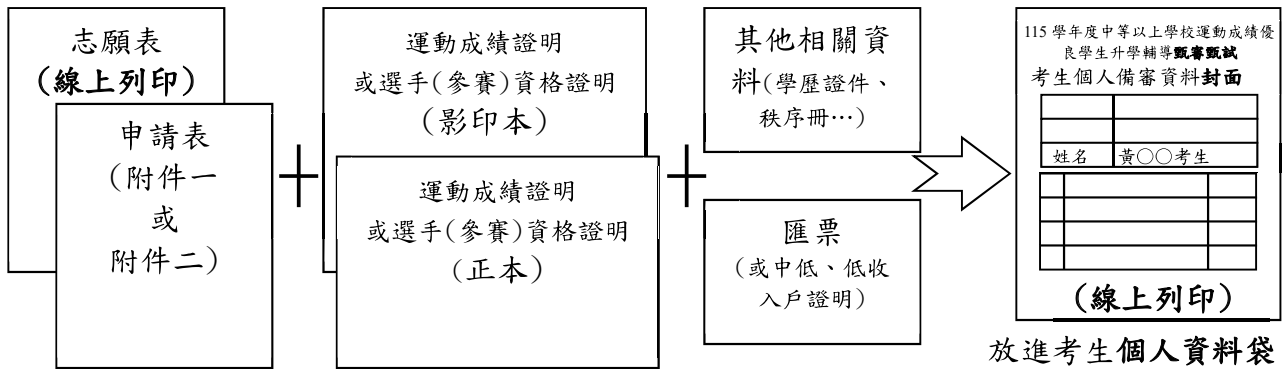 志願表
(線上列印)
申請表
(附件一
或
附件二)
+
運動成績證明
或選手(參賽)資格證明
(影印本)
運動成績證明
或選手(參賽)資格證明
(正本)
+
其他相關資
料(學歷證件、
秩序冊…)
匯票
(或中低、低收
入戶證明)
115 學年度中等以上學校運動成績優
良學生升學輔導甄審甄試
考生個人備審資料封面
姓名 黃○○考生
(線上列印)
放進考生個人資料袋